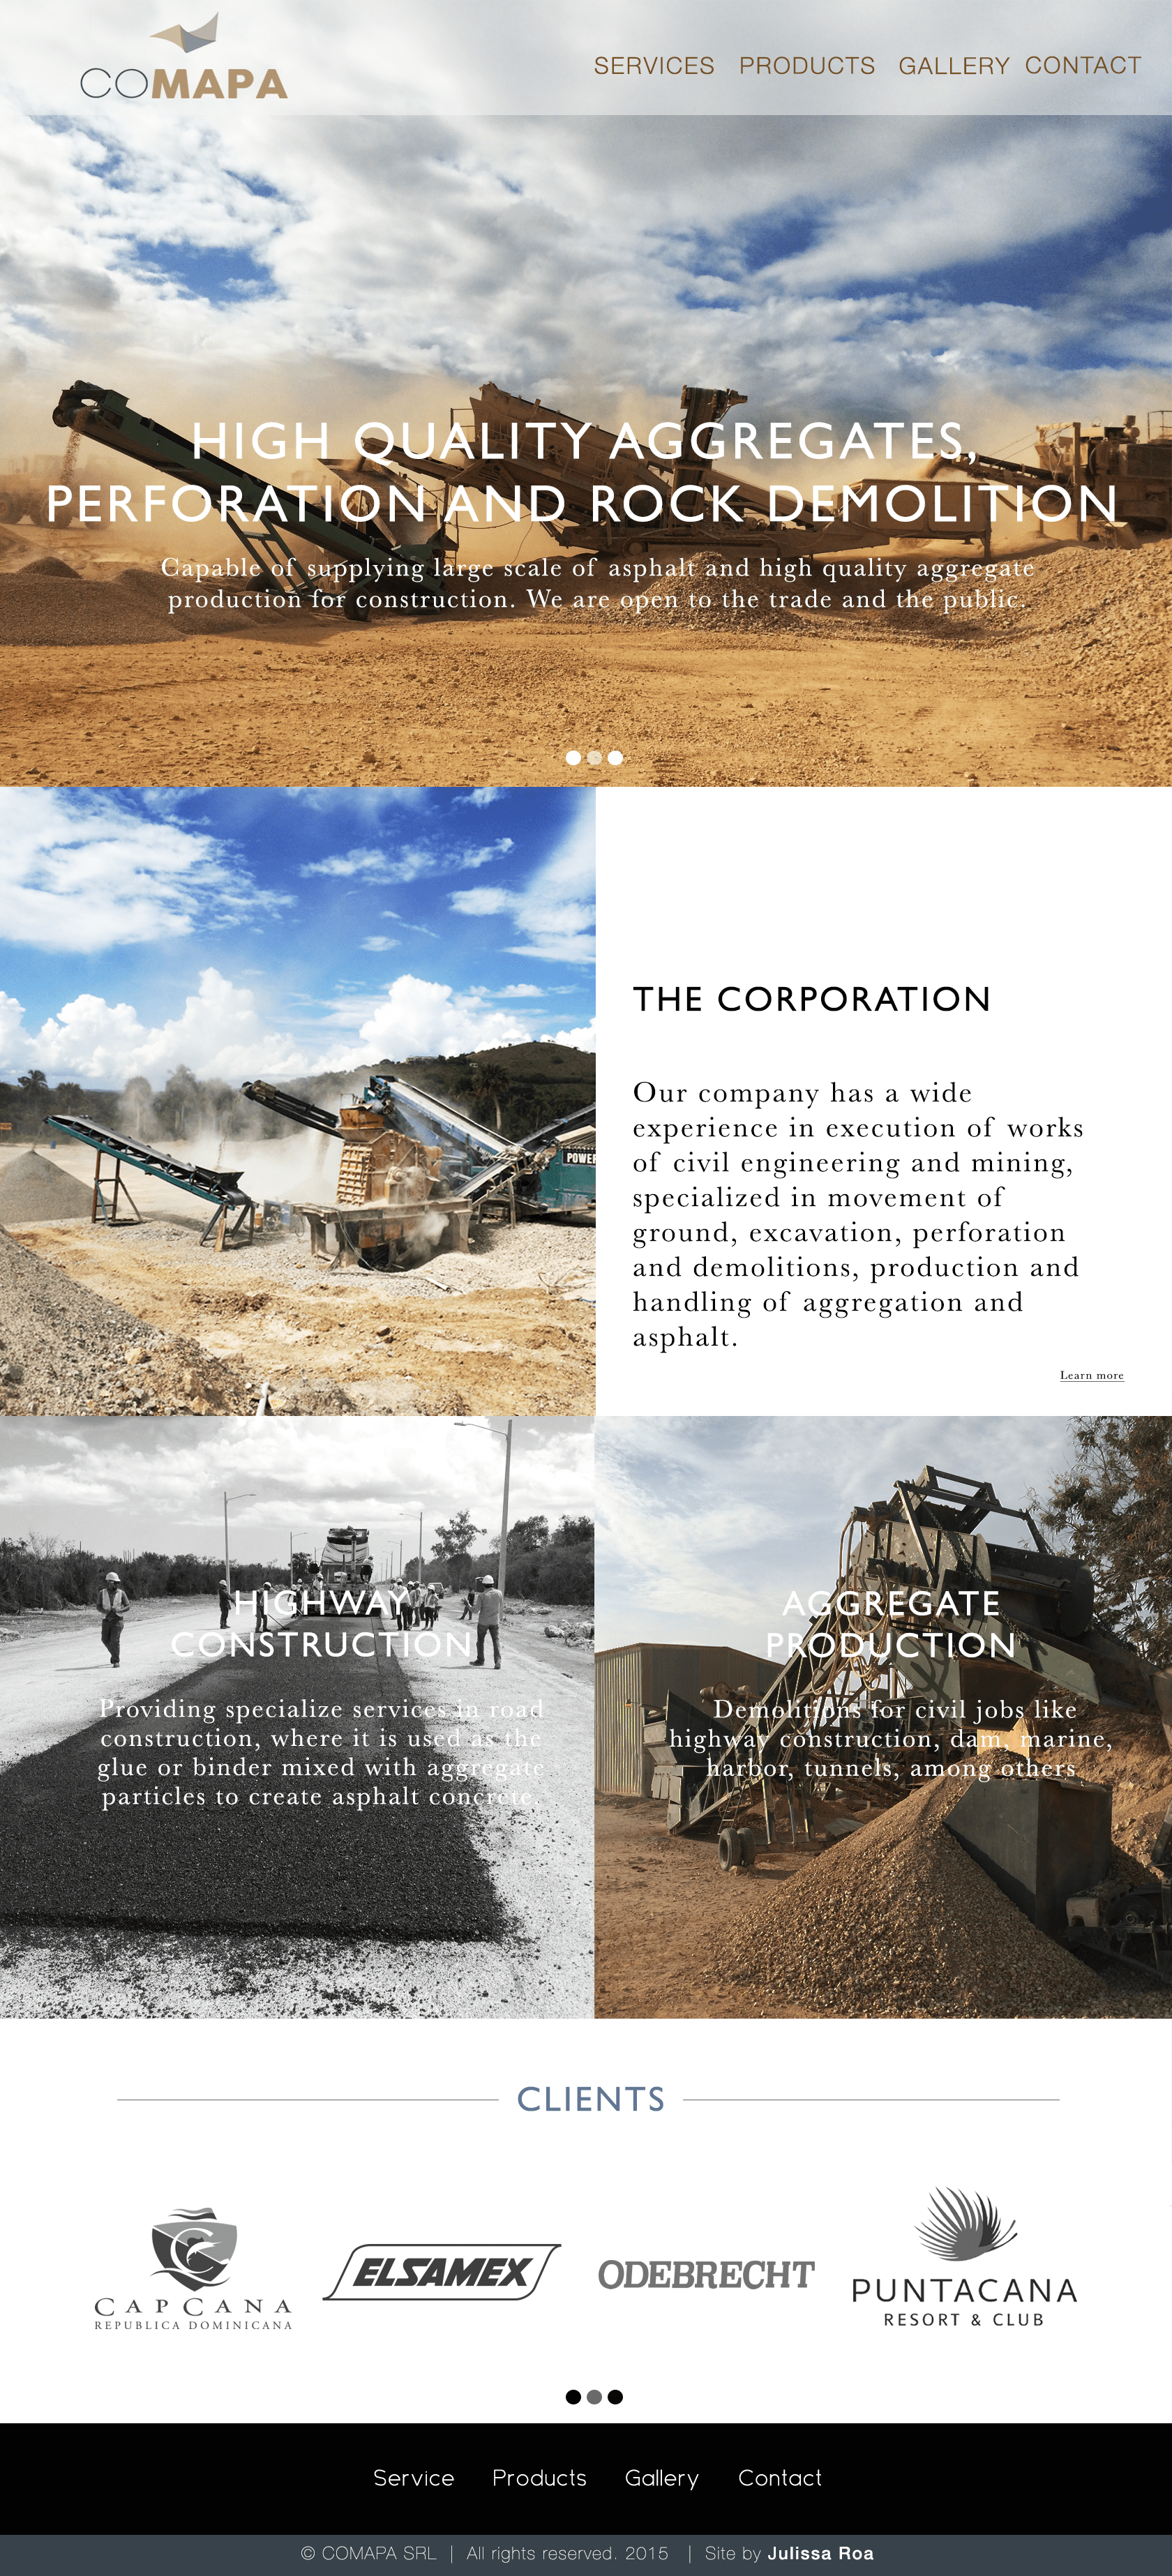 COMAPA
SERVICES PRODUCTS GALLERY CONTACT
HIGH QUALITY AGGREGATES,
PERFORATION AND ROCK DEMOLITION
Capable of supplying large scale of asphalt and high quality aggregate
production for construction. We are open to the trade and the public.
THE CORPORATION
Our company has a wide
experience in execution of works
of civil engineering and mining,
specialized in movement of
ground, excavation, perforation
and demolitions, production and
handling of aggregation and
asphalt.
Learn more
POWE
HIGHWAY
CONSTRUCTION
Providing specialize services in road
construction, where it is used as the
glue or binder mixed with aggregate
particles to create asphalt concrete.
AGGREGATE
PRODUCTION
Demolitions for civil jobs like
highway construction, dam, marine,
harbor, tunnels, among others
CLIENTS
CAPCANA
REPUBLICA DOMINICANA
ELSAMEX
ODEBRECHT
PUNTACANA
RESORT & CLUB
Service Products Gallery Contact
© COMAPA SRL | All rights reserved. 2015 | Site by Julissa Roa